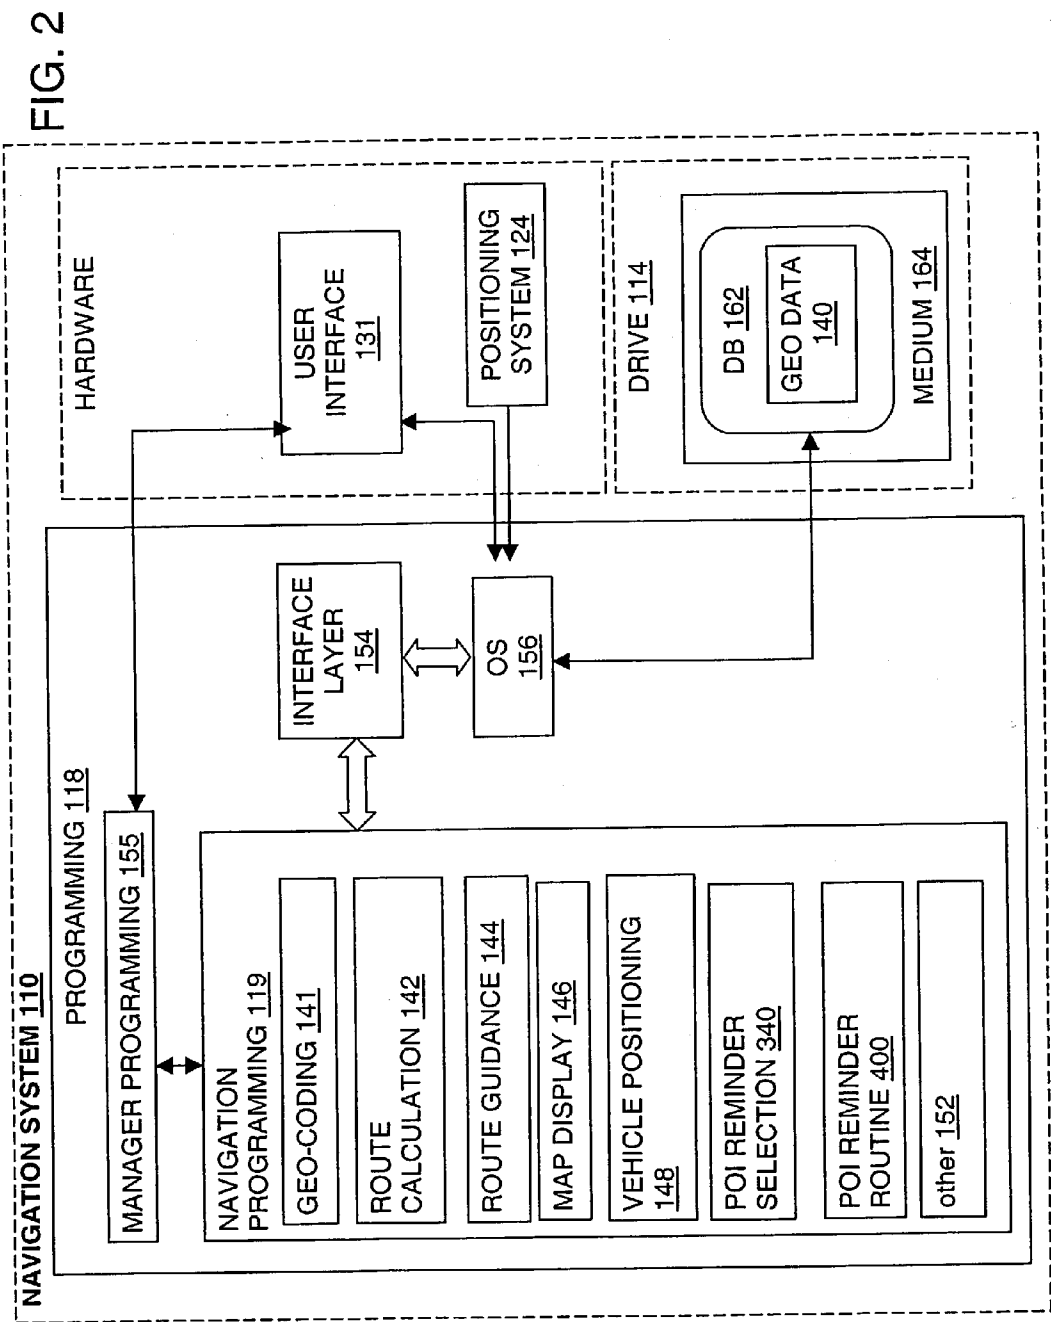 FIG. 2
NAVIGATION SYSTEM 110
PROGRAMMING 118
MANAGER PROGRAMMING 155
NAVIGATION
PROGRAMMING 119
GEO-CODING 141
ROUTE
CALCULATION 142
ROUTE GUIDANCE 144
MAP DISPLAY 146
VEHICLE POSITIONING
148
POI REMINDER
SELECTION 340
POI REMINDER
ROUTINE 400
other 152
INTERFACE
LAYER
154
OS
156
HARDWARE
USER
INTERFACE
131
POSITIONING
SYSTEM 124
DRIVE 114
DB 162
GEO DATA
140
MEDIUM 164